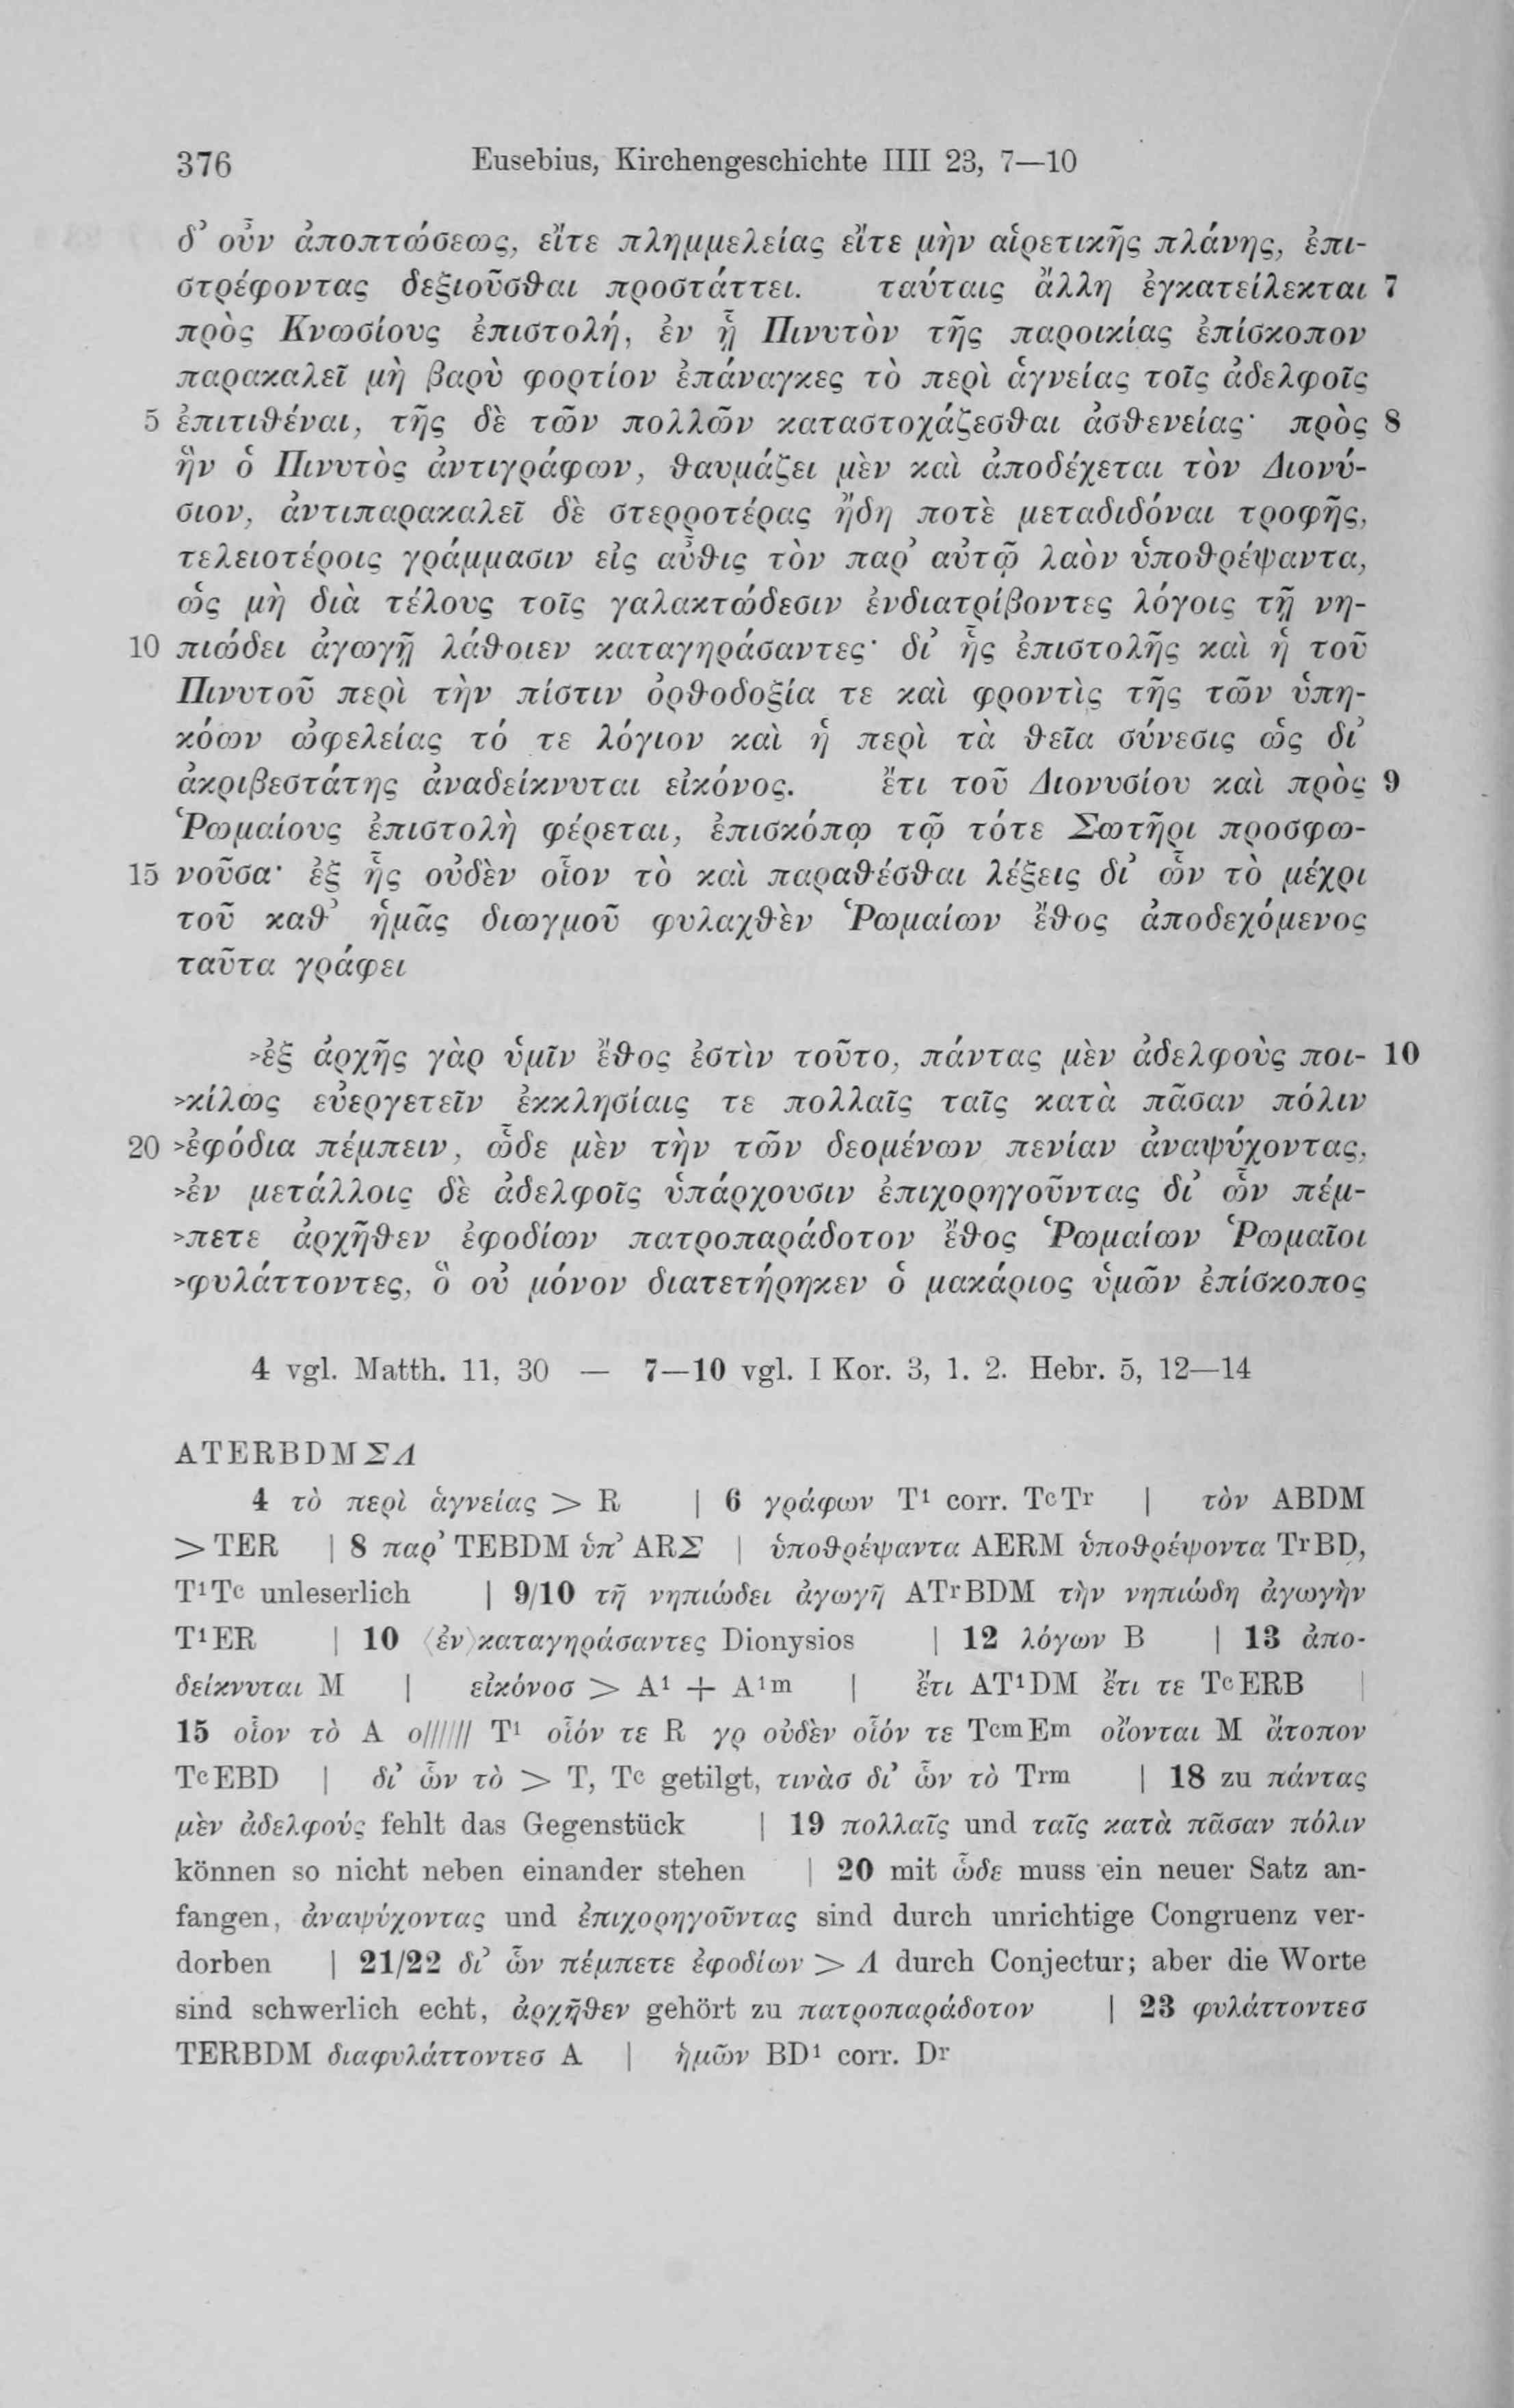 376 Eusebius, Kirchengeschichte IIII 23, 7—10
δ’ οὖν ἀποπτώσεως, εἴτε πλημμελείας εἴτε μὴν αἱρετικῆς πλάνης, ἐπι-
στρέφοντας δεξιοῦσθαι προστάττει. ταύταις ἄλλη ἐγκατείλεκται 7
πρὸς Κνωσίους ἐπιστολή, ἐν ᾗ Πινυτὸν τῆς παροικίας ἐπίσκοπον
παρακαλεῖ μὴ βαρὺ φορτίον ἐπάναγκες τὸ περὶ ἁγνείας τοῖς ἀδελφοῖς
5 ἐπιτιθέναι, τῆς δὲ τῶν πολλῶν καταστοχάζεσθαι ἀσθενείας· πρὸς 8
ἣν ὁ Πινυτὸς ἀντιγράφων, θαυμάζει μὲν καὶ ἀποδέχεται τὸν Διονύ-
σιον, ἀντιπαρακαλεῖ δὲ στερροτέρας ἤδη ποτὲ μεταδιδόναι τροφῆς,
τελειοτέροις γράμμασιν εἰς αὖθις τὸν παρ’ αὐτῷ λαὸν ὑποθρέψαντα,
ὡς μὴ διὰ τέλους τοῖς γαλακτώδεσιν ἐνδιατρίβοντες λόγοις τῇ νη-
10 πιώδει ἀγωγῇ λάθοιεν καταγηράσαντες· δι’ ἧς ἐπιστολῆς καὶ ἡ τοῦ
Πινυτοῦ περὶ τὴν πίστιν ὀρθοδοξία τε καὶ φροντὶς τῆς τῶν ὑπη-
κόων ὠφελείας τό τε λόγιον καὶ ἡ περὶ τὰ θεῖα σύνεσις ὡς δι’
ἀκριβεστάτης ἀναδείκνυται εἰκόνος. ἔτι τοῦ Διονυσίου καὶ πρὸς 9
Ῥωμαίους ἐπιστολὴ φέρεται, ἐπισκόπῳ τῷ τότε Σωτῆρι προσφω-
15 νοῦσα· ἐξ ἧς οὐδὲν οἷον τὸ καὶ παραθέσθαι λέξεις δι’ ὧν τὸ μέχρι
τοῦ καθ’ ἡμᾶς διωγμοῦ φυλαχθὲν Ῥωμαίων ἔθος ἀποδεχόμενος
ταῦτα γράφει
>ἐξ ἀρχῆς γὰρ ὑμῖν ἔθος ἐστὶν τοῦτο, πάντας μὲν ἀδελφοὺς ποι- 10
>κίλως εὐεργετεῖν ἐκκλησίαις τε πολλαῖς ταῖς κατὰ πᾶσαν πόλιν
20 >ἐφόδια πέμπειν, ὧδε μὲν τὴν τῶν δεομένων πενίαν ἀναψύχοντας,
>ἐν μετάλλοις δὲ ἀδελφοῖς ὑπάρχουσιν ἐπιχορηγοῦντας δι’ ὧν πέμ-
>πετε ἀρχῆθεν ἐφοδίων πατροπαράδοτον ἔθος Ῥωμαίων Ῥωμαῖοι
>φυλάττοντες, ὃ οὐ μόνον διατετήρηκεν ὁ μακάριος ὑμῶν ἐπίσκοπος
4 vgl. Matth. 11, 30 — 7—10 vgl. I Kor. 3, 1. 2. Hebr. 5, 12—14
ATERBDMΣΛ
4 τὸ περὶ ἁγνείας > R | 6 γράφων T¹ corr. TcTr | τὸν ABDM
> TER | 8 παρ’ TEBDM ὑπ’ ARΣ | ὑποθρέψαντα AERM ὑποθρέψοντα TrBD,
T¹Tc unleserlich | 9/10 τῆ νηπιώδει ἀγωγῆ ATrBDM τὴν νηπιώδη ἀγωγὴν
T¹ER | 10 〈ἐν〉καταγηράσαντες Dionysios | 12 λόγων B | 13 ἀπο-
δείκνυται M | εἰκόνοσ > A¹ + A¹m | ἔτι AT¹DM ἔτι τε TcERB |
15 οἷον τὸ A ο////// T¹ οἷόν τε R γρ οὐδὲν οἷόν τε TcmEm οἴονται M ἄτοπον
TcEBD | δι’ ὧν τὸ > T, Tc getilgt, τινὰσ δι’ ὧν τὸ Trm | 18 zu πάντας
μὲν ἀδελφούς fehlt das Gegenstück | 19 πολλαῖς und ταῖς κατὰ πᾶσαν πόλιν
können so nicht neben einander stehen | 20 mit ὧδε muss ein neuer Satz an-
fangen, ἀναψύχοντας und ἐπιχορηγοῦντας sind durch unrichtige Congruenz ver-
dorben | 21/22 δι’ ὧν πέμπετε ἐφοδίων > Λ durch Conjectur; aber die Worte
sind schwerlich echt, ἀρχῆθεν gehört zu πατροπαράδοτον | 23 φυλάττοντεσ
TERBDM διαφυλάττοντεσ A | ἡμῶν BD¹ corr. Dr